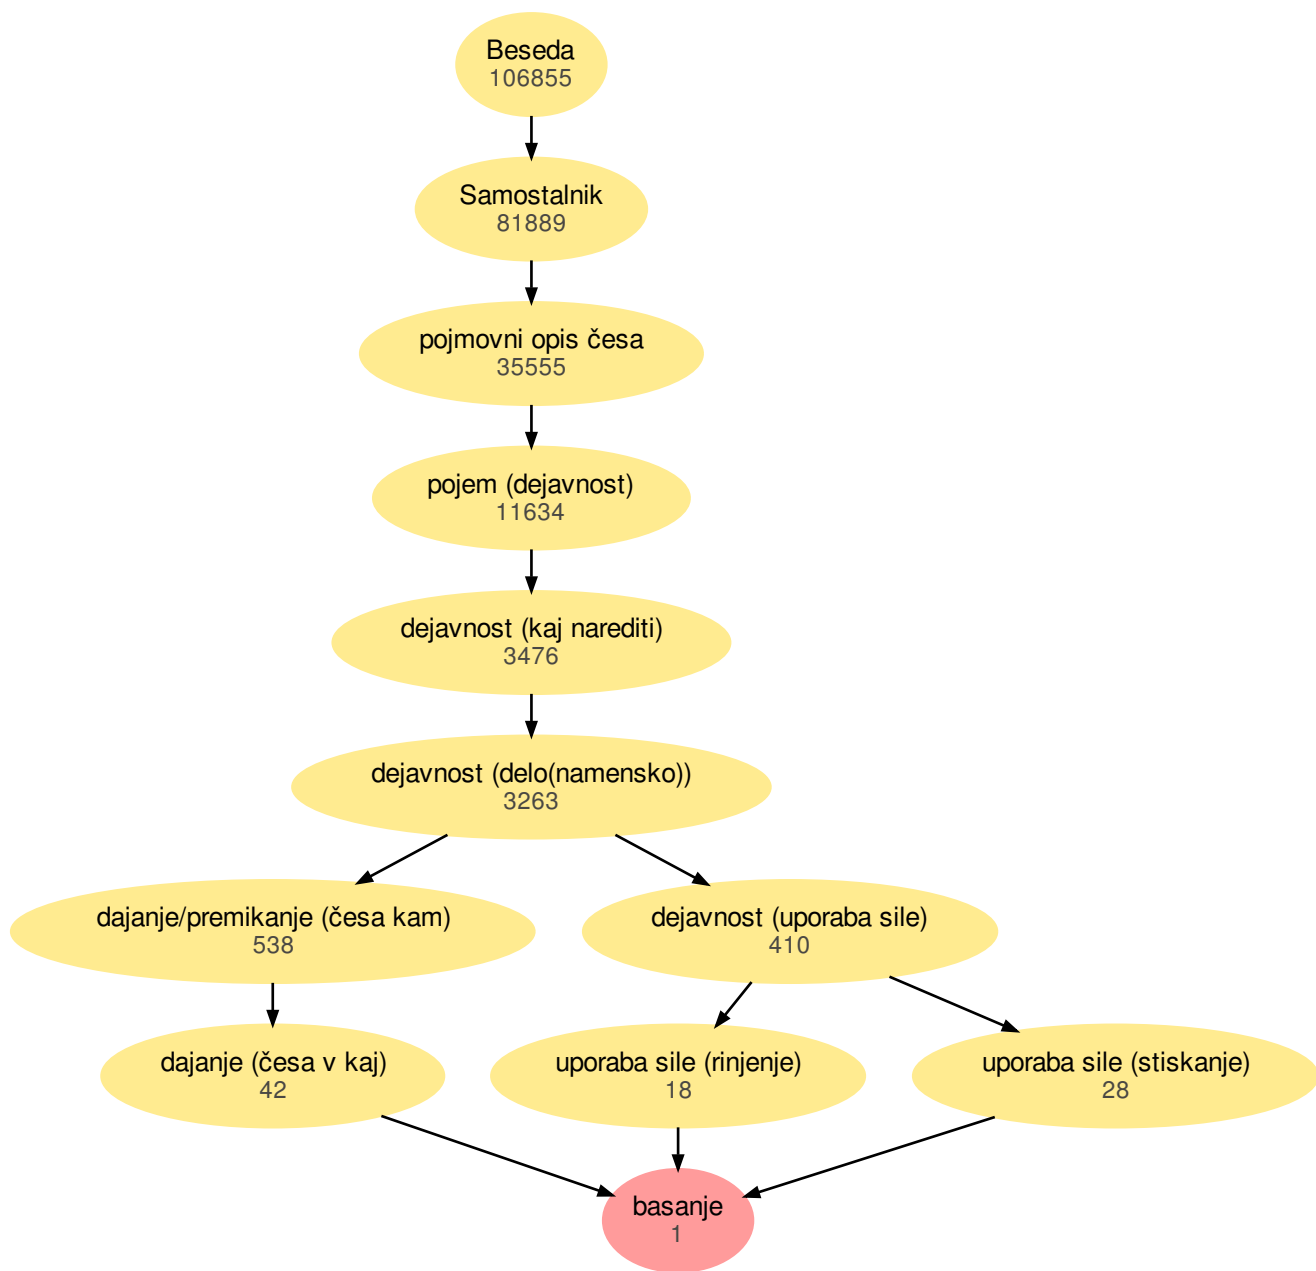 Beseda
106855
Samostalnik
81889
pojmovni opis česa
35555
pojem (dejavnost)
11634
dejavnost (kaj narediti)
3476
dejavnost (delo(namensko))
3263
dajanje/premikanje (česa kam)
538
dejavnost (uporaba sile)
410
dajanje (česa v kaj)
42
uporaba sile (rinjenje)
18
uporaba sile (stiskanje)
28
basanje
1